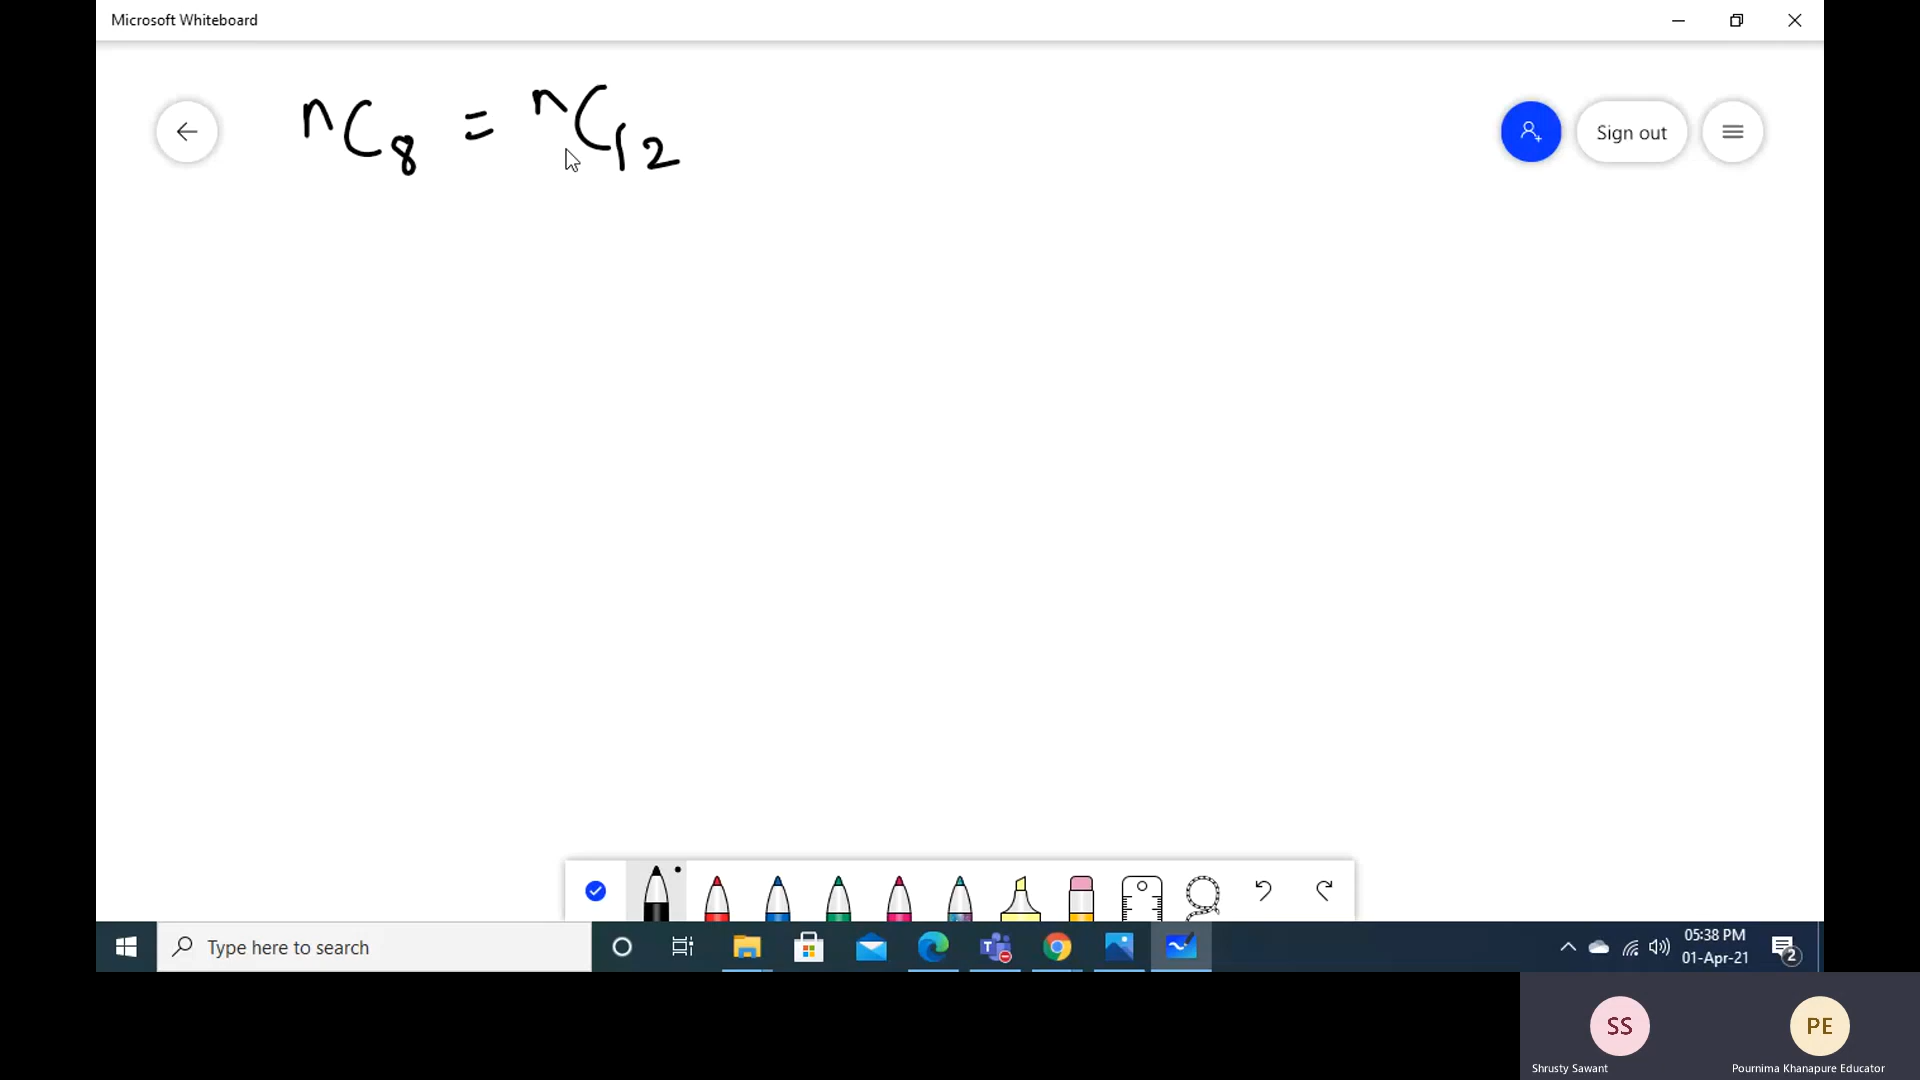 Microsoft Whiteboard
nC8 = nC12
Sign out
Type here to search
05:38 PM
01-Apr-21
2
SS
PE
Shrusty Sawant
Pournima Khanapure Educator